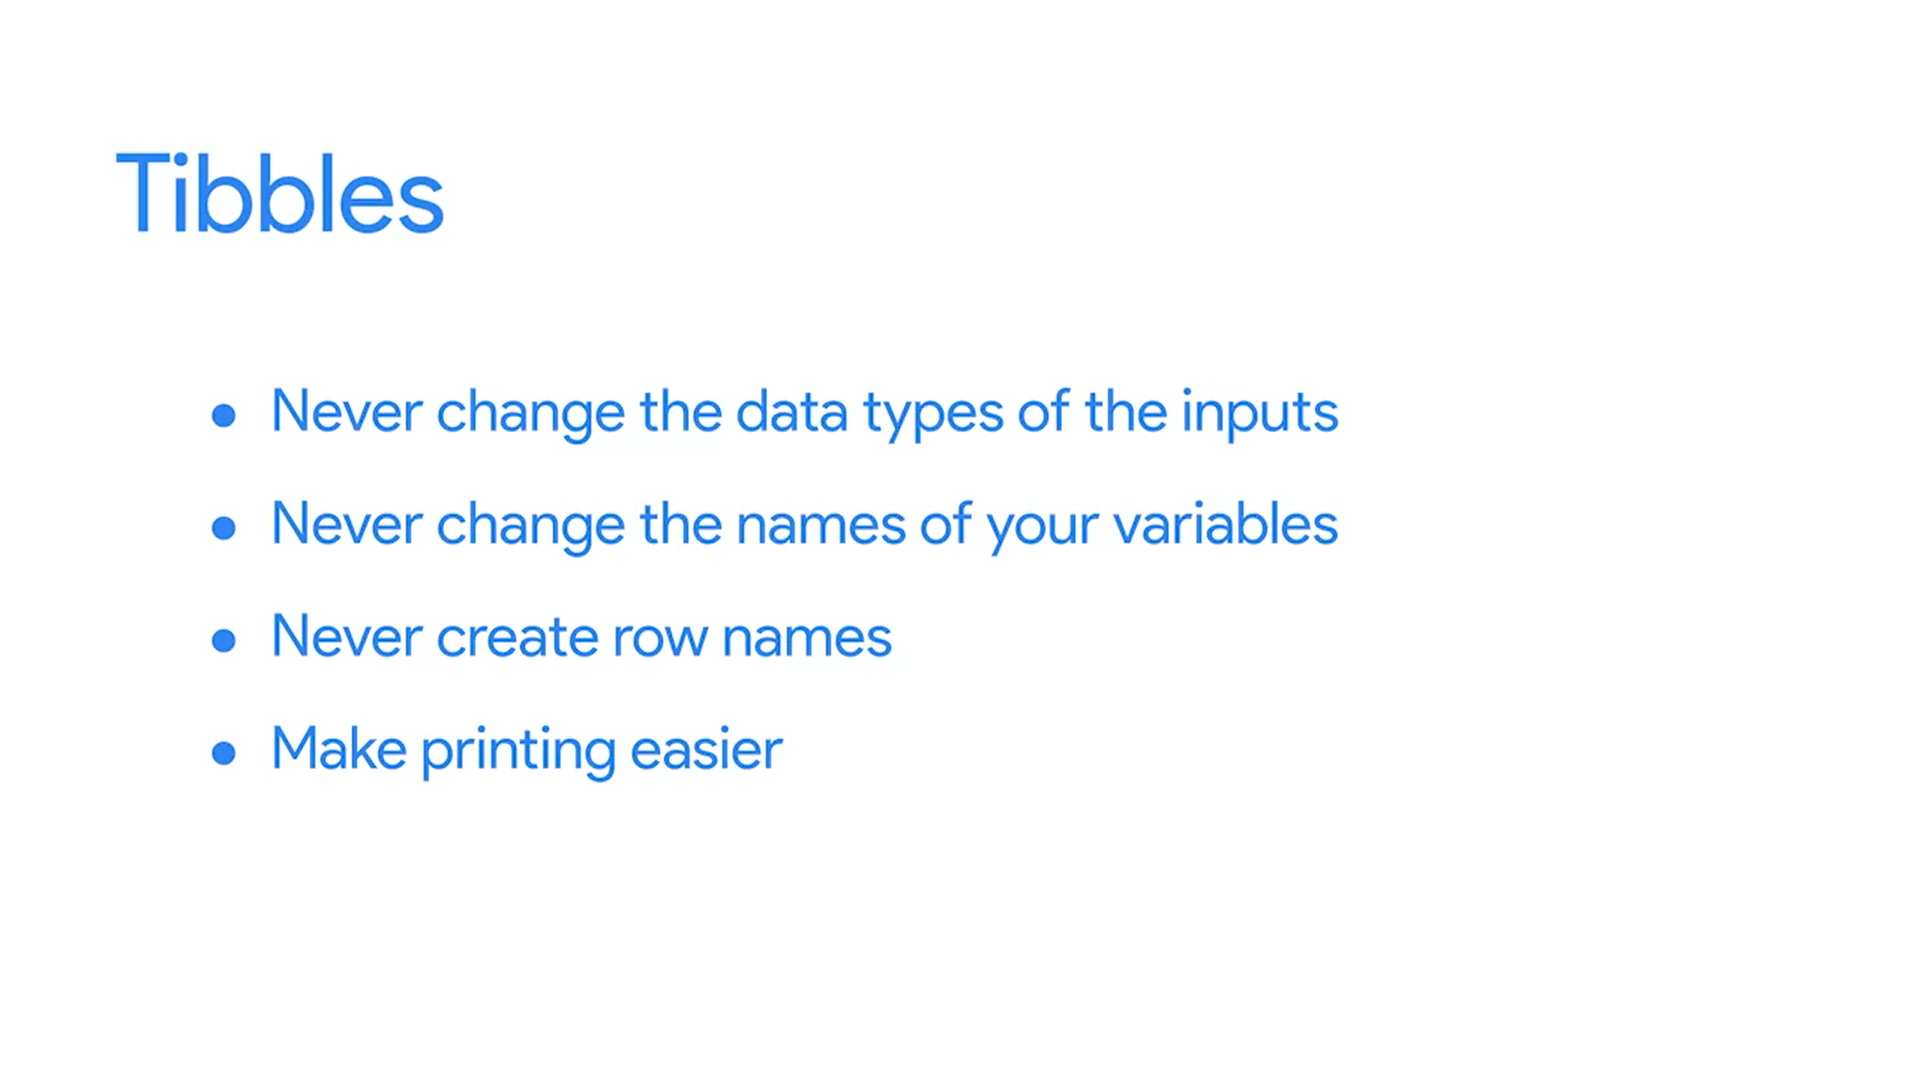 Tibbles
● Never change the data types of the inputs
● Never change the names of your variables
● Never create row names
● Make printing easier